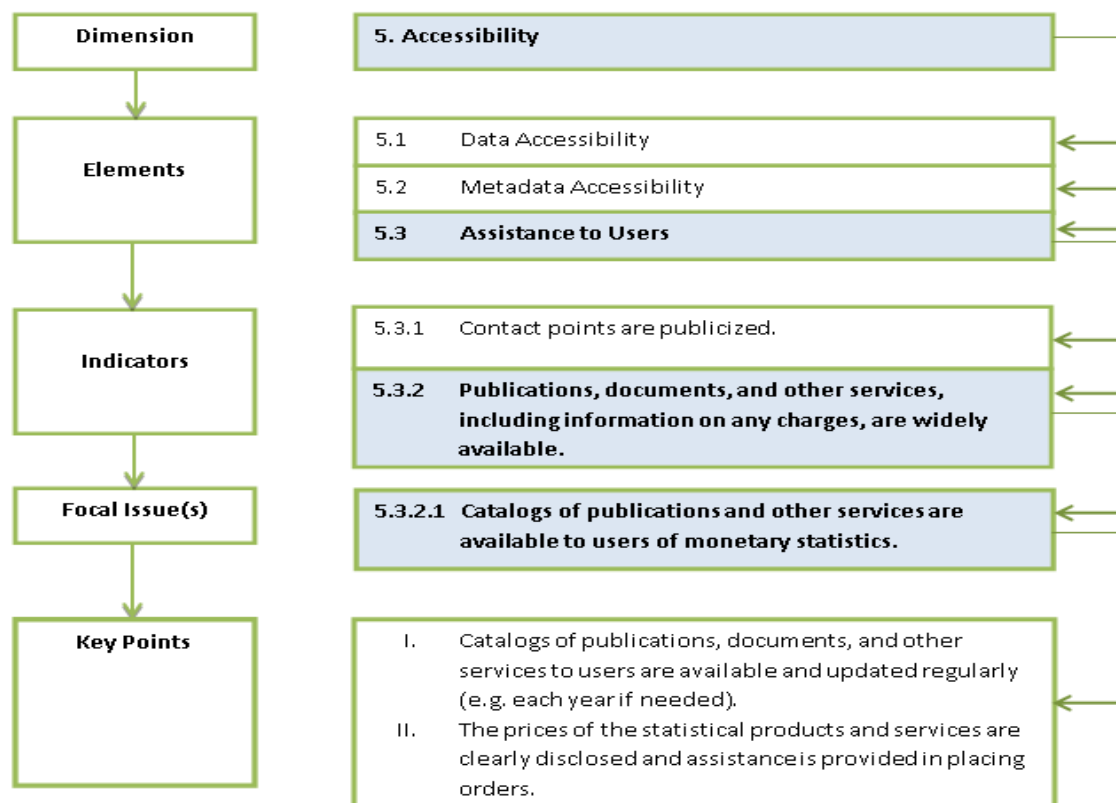 Dimension
5. Accessibility
Elements
5.1 Data Accessibility
5.2 Metadata Accessibility
5.3 Assistance to Users
Indicators
5.3.1 Contact points are publicized.
5.3.2 Publications, documents, and other services,
including information on any charges, are widely
available.
Focal Issue(s)
5.3.2.1 Catalogs of publications and other services are
available to users of monetary statistics.
Key Points
I. Catalogs of publications, documents, and other
services to users are available and updated regularly
(e.g. each year if needed).
II. The prices of the statistical products and services are
clearly disclosed and assistance is provided in placing
orders.